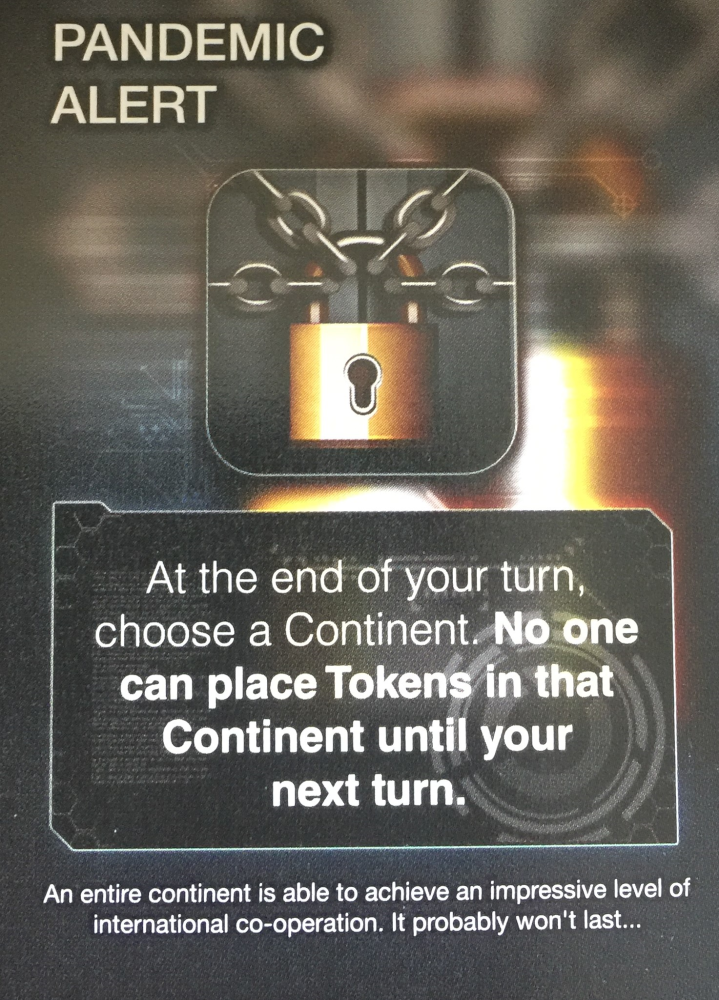 PANDEMIC
ALERT
At the end of your turn,
choose a Continent. No one
can place Tokens in that
Continent until your
next turn.
An entire continent is able to achieve an impressive level of
international co-operation. It probably won't last...